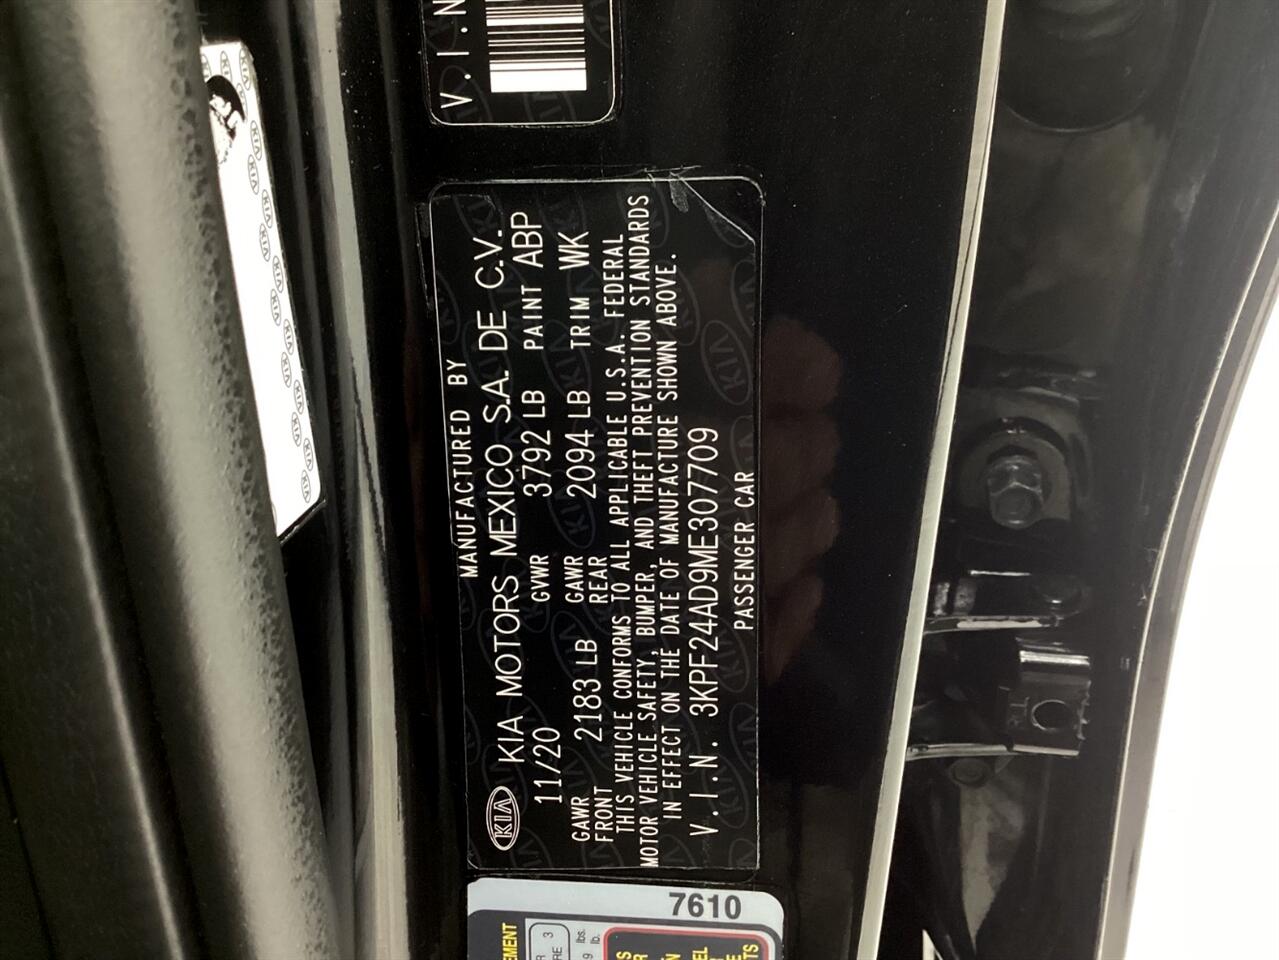 V.I.N
MANUFACTURED BY
KIA KIA MOTORS MEXICO S.A. DE C.V.
11/20 GVWR 3792 LB PAINT ABP
GAWR FRONT 2183 LB GAWR REAR 2094 LB TRIM WK
THIS VEHICLE CONFORMS TO ALL APPLICABLE U.S.A. FEDERAL
MOTOR VEHICLE SAFETY, BUMPER, AND THEFT PREVENTION STANDARDS
IN EFFECT ON THE DATE OF MANUFACTURE SHOWN ABOVE.
V.I.N. 3KPF24AD9ME307709
PASSENGER CAR
7610